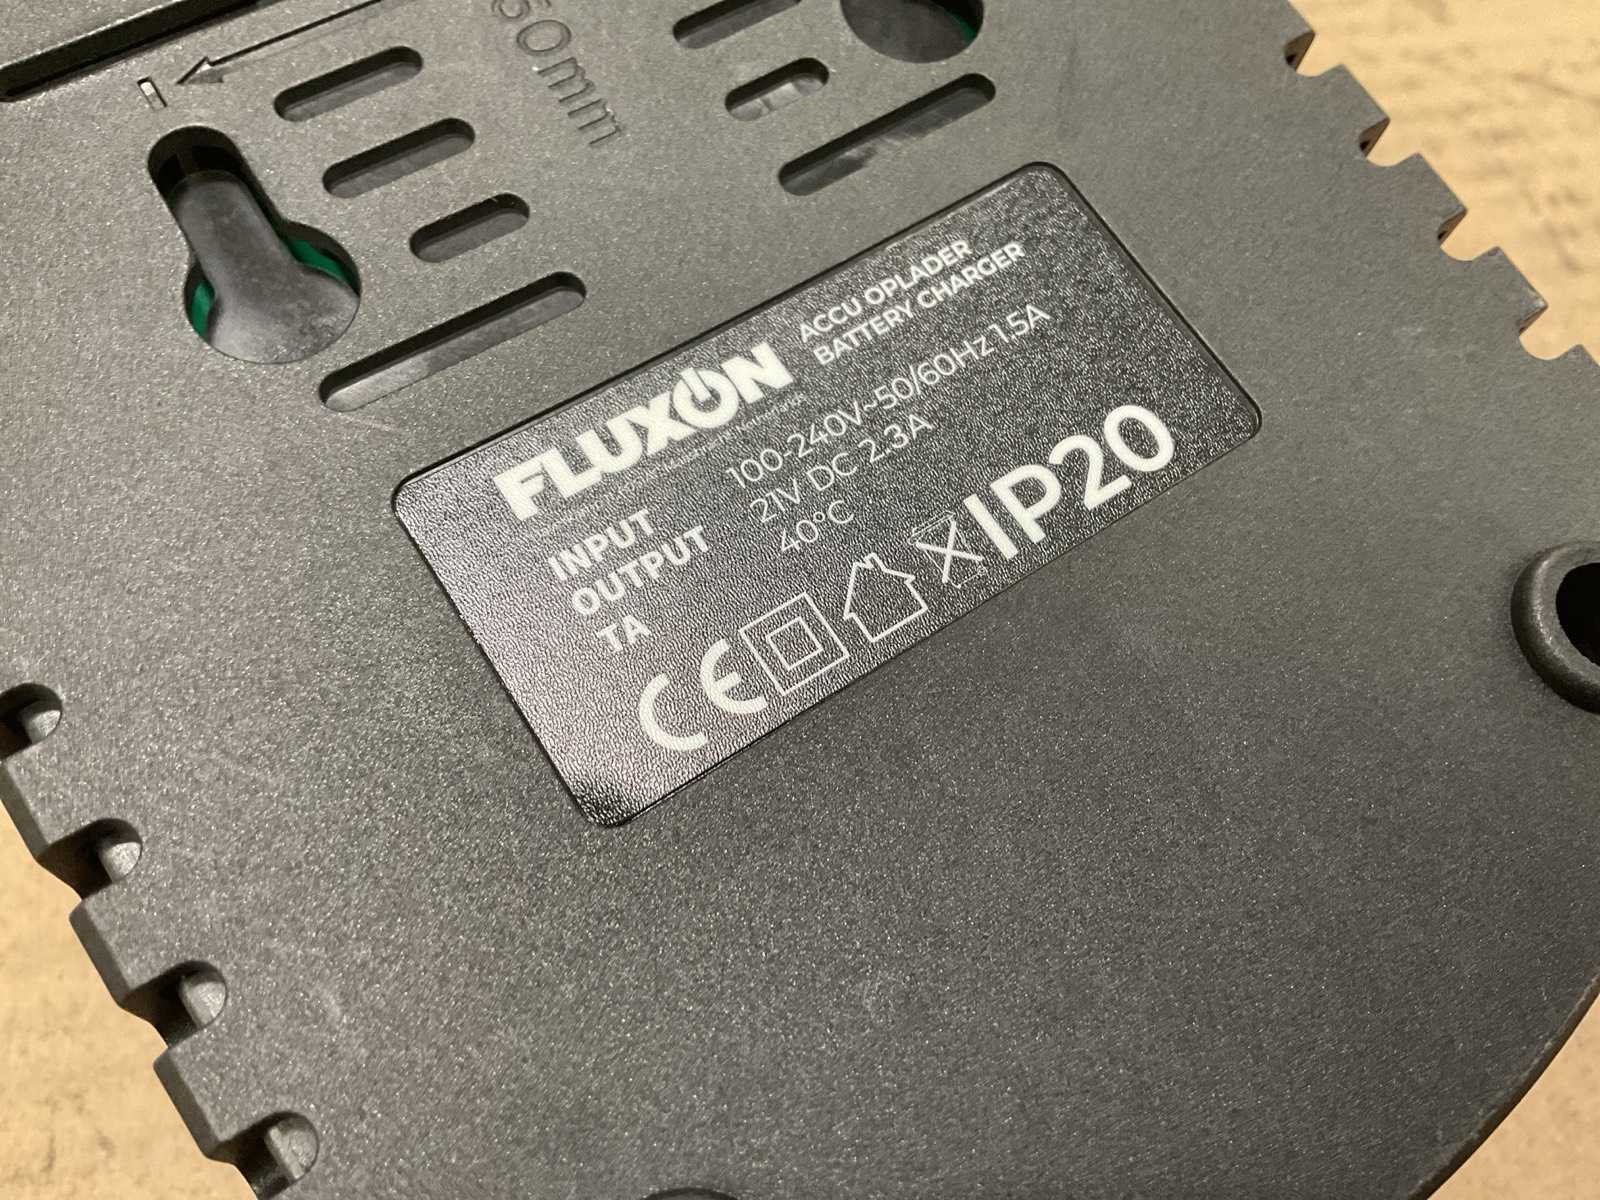 60mm
FLUXON
ACCU OPLADER
BATTERY CHARGER
INPUT 100-240V~50/60Hz 1.5A
OUTPUT 21V DC 2.3A
TA 40°C
CE IP20